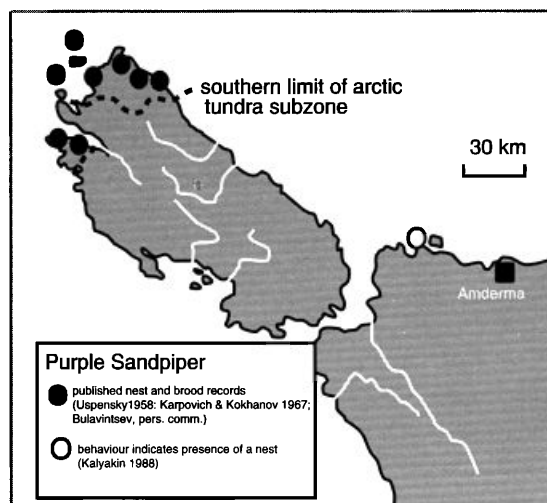 southern limit of arctic
tundra subzone
30 km
Amderma
Purple Sandpiper
published nest and brood records
(Uspensky1958: Karpovich & Kokhanov 1967;
Bulavintsev, pers. comm.}
behaviour indicates presence of a nest
(Kalyakin 1988)